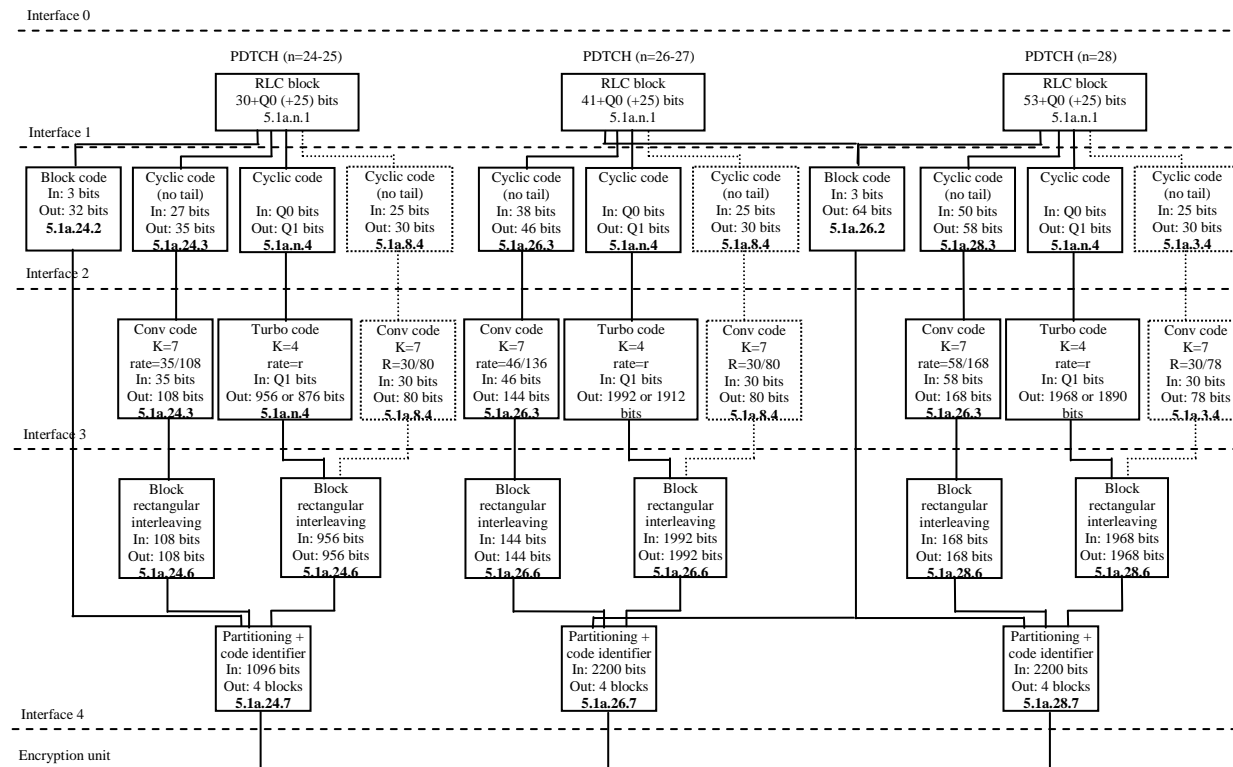 Interface 0
PDTCH (n=24-25)
RLC block
30+Q0 (+25) bits
5.1a.n.1
PDTCH (n=26-27)
RLC block
41+Q0 (+25) bits
5.1a.n.1
PDTCH (n=28)
RLC block
53+Q0 (+25) bits
5.1a.n.1
Interface 1
Block code
In: 3 bits
Out: 32 bits
5.1a.24.2
Cyclic code
(no tail)
In: 27 bits
Out: 35 bits
5.1a.24.3
Cyclic code
In: Q0 bits
Out: Q1 bits
5.1a.n.4
Cyclic code
(no tail)
In: 25 bits
Out: 30 bits
5.1a.8.4
Cyclic code
(no tail)
In: 38 bits
Out: 46 bits
5.1a.26.3
Cyclic code
In: Q0 bits
Out: Q1 bits
5.1a.n.4
Cyclic code
(no tail)
In: 25 bits
Out: 30 bits
5.1a.8.4
Block code
In: 3 bits
Out: 64 bits
5.1a.26.2
Cyclic code
(no tail)
In: 50 bits
Out: 58 bits
5.1a.28.3
Cyclic code
In: Q0 bits
Out: Q1 bits
5.1a.n.4
Cyclic code
(no tail)
In: 25 bits
Out: 30 bits
5.1a.3.4
Interface 2
Conv code
K=7
rate=35/108
In: 35 bits
Out: 108 bits
5.1a.24.3
Turbo code
K=4
rate=r
In: Q1 bits
Out: 956 or 876 bits
5.1a.n.4
Conv code
K=7
R=30/80
In: 30 bits
Out: 80 bits
5.1a.8.4
Conv code
K=7
rate=46/136
In: 46 bits
Out: 144 bits
5.1a.26.3
Turbo code
K=4
rate=r
In: Q1 bits
Out: 1992 or 1912
bits
Conv code
K=7
R=30/80
In: 30 bits
Out: 80 bits
5.1a.8.4
Conv code
K=7
rate=58/168
In: 58 bits
Out: 168 bits
5.1a.26.3
Turbo code
K=4
rate=r
In: Q1 bits
Out: 1968 or 1890
bits
Conv code
K=7
R=30/78
In: 30 bits
Out: 78 bits
5.1a.3.4
Interface 3
Block
rectangular
interleaving
In: 108 bits
Out: 108 bits
5.1a.24.6
Block
rectangular
interleaving
In: 956 bits
Out: 956 bits
5.1a.24.6
Block
rectangular
interleaving
In: 144 bits
Out: 144 bits
5.1a.26.6
Block
rectangular
interleaving
In: 1992 bits
Out: 1992 bits
5.1a.26.6
Block
rectangular
interleaving
In: 168 bits
Out: 168 bits
5.1a.28.6
Block
rectangular
interleaving
In: 1968 bits
Out: 1968 bits
5.1a.28.6
Partitioning +
code identifier
In: 1096 bits
Out: 4 blocks
5.1a.24.7
Partitioning +
code identifier
In: 2200 bits
Out: 4 blocks
5.1a.26.7
Partitioning +
code identifier
In: 2200 bits
Out: 4 blocks
5.1a.28.7
Interface 4
Encryption unit